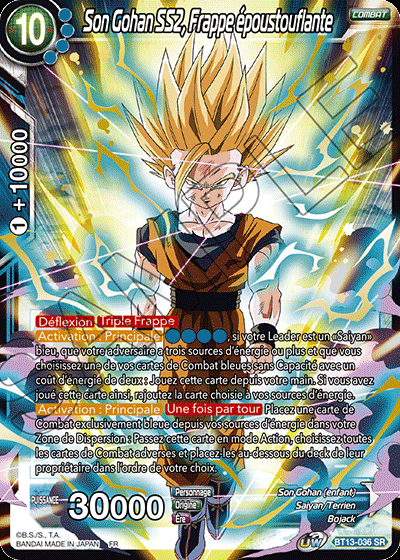 10
Son Gohan SS2, Frappe époustouflante
COMBAT
1 +10000
Déflexion Triple Frappe
Activation : Principale , si votre Leader est un «Saiyan»
bleu, que votre adversaire a trois sources d'énergie ou plus et que vous
choisissez une de vos cartes de Combat bleues sans Capacité avec un
coût d'énergie de deux : Jouez cette carte depuis votre main. Si vous avez
joué cette carte ainsi, rajoutez la carte choisie à vos sources d'énergie.
Activation : Principale Une fois par tour Placez une carte de
Combat exclusivement bleue depuis vos sources d'énergie dans votre
Zone de Dispersion : Passez cette carte en mode Action, choisissez toutes
les cartes de Combat adverses et placez-les au-dessous du deck de leur
propriétaire dans l'ordre de votre choix.
PUISSANCE 30000
Personnage Son Gohan (enfant)
Origine Saiyan/Terrien
Ère Bojack
©B.S./S., T.A.
BANDAI MADE IN JAPAN FR
UW
BT13-036 SR